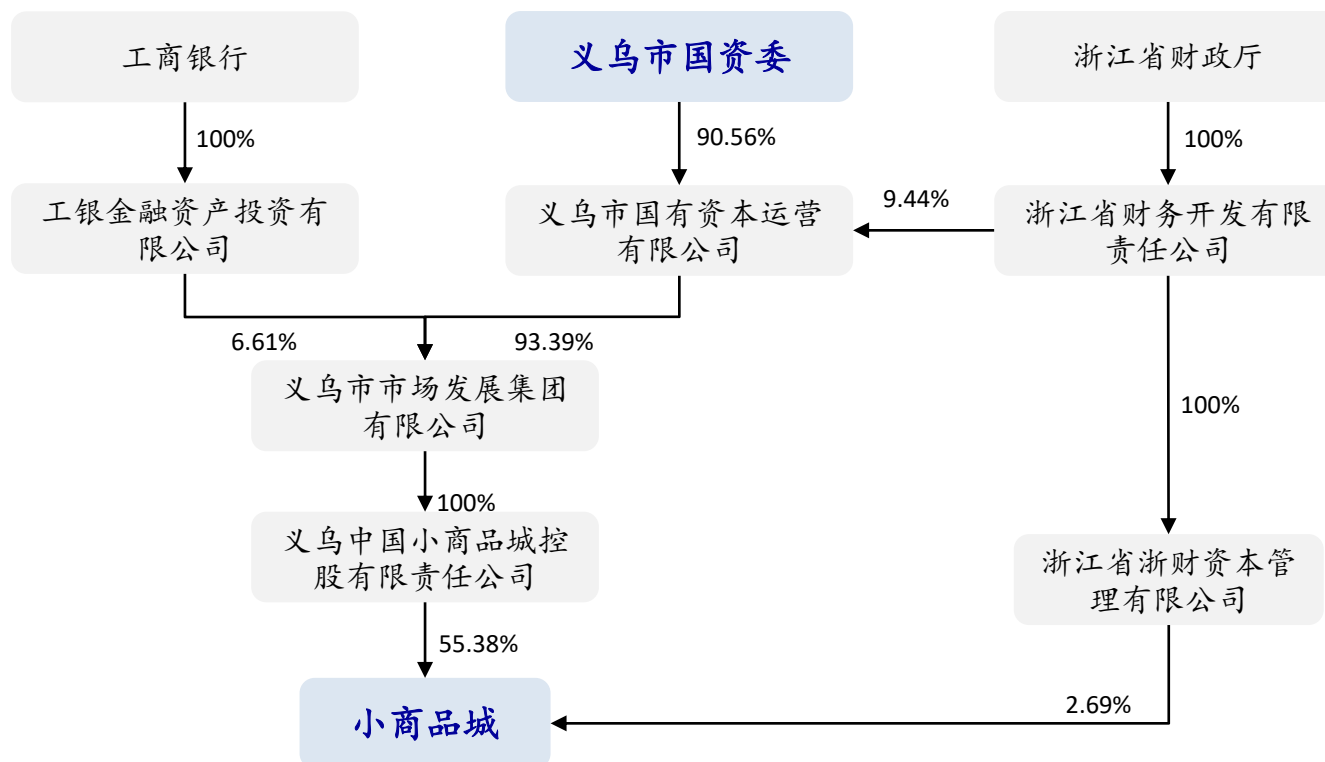 工商银行
义乌市国资委
浙江省财政厅
100%
90.56%
100%
工银金融资产投资有
限公司
义乌市国有资本运营
有限公司
9.44%
浙江省财务开发有限
责任公司
6.61%
93.39%
义乌市市场发展集团
有限公司
100%
100%
义乌中国小商品城控
股有限责任公司
浙江省浙财资本管
理有限公司
55.38%
小商品城
2.69%